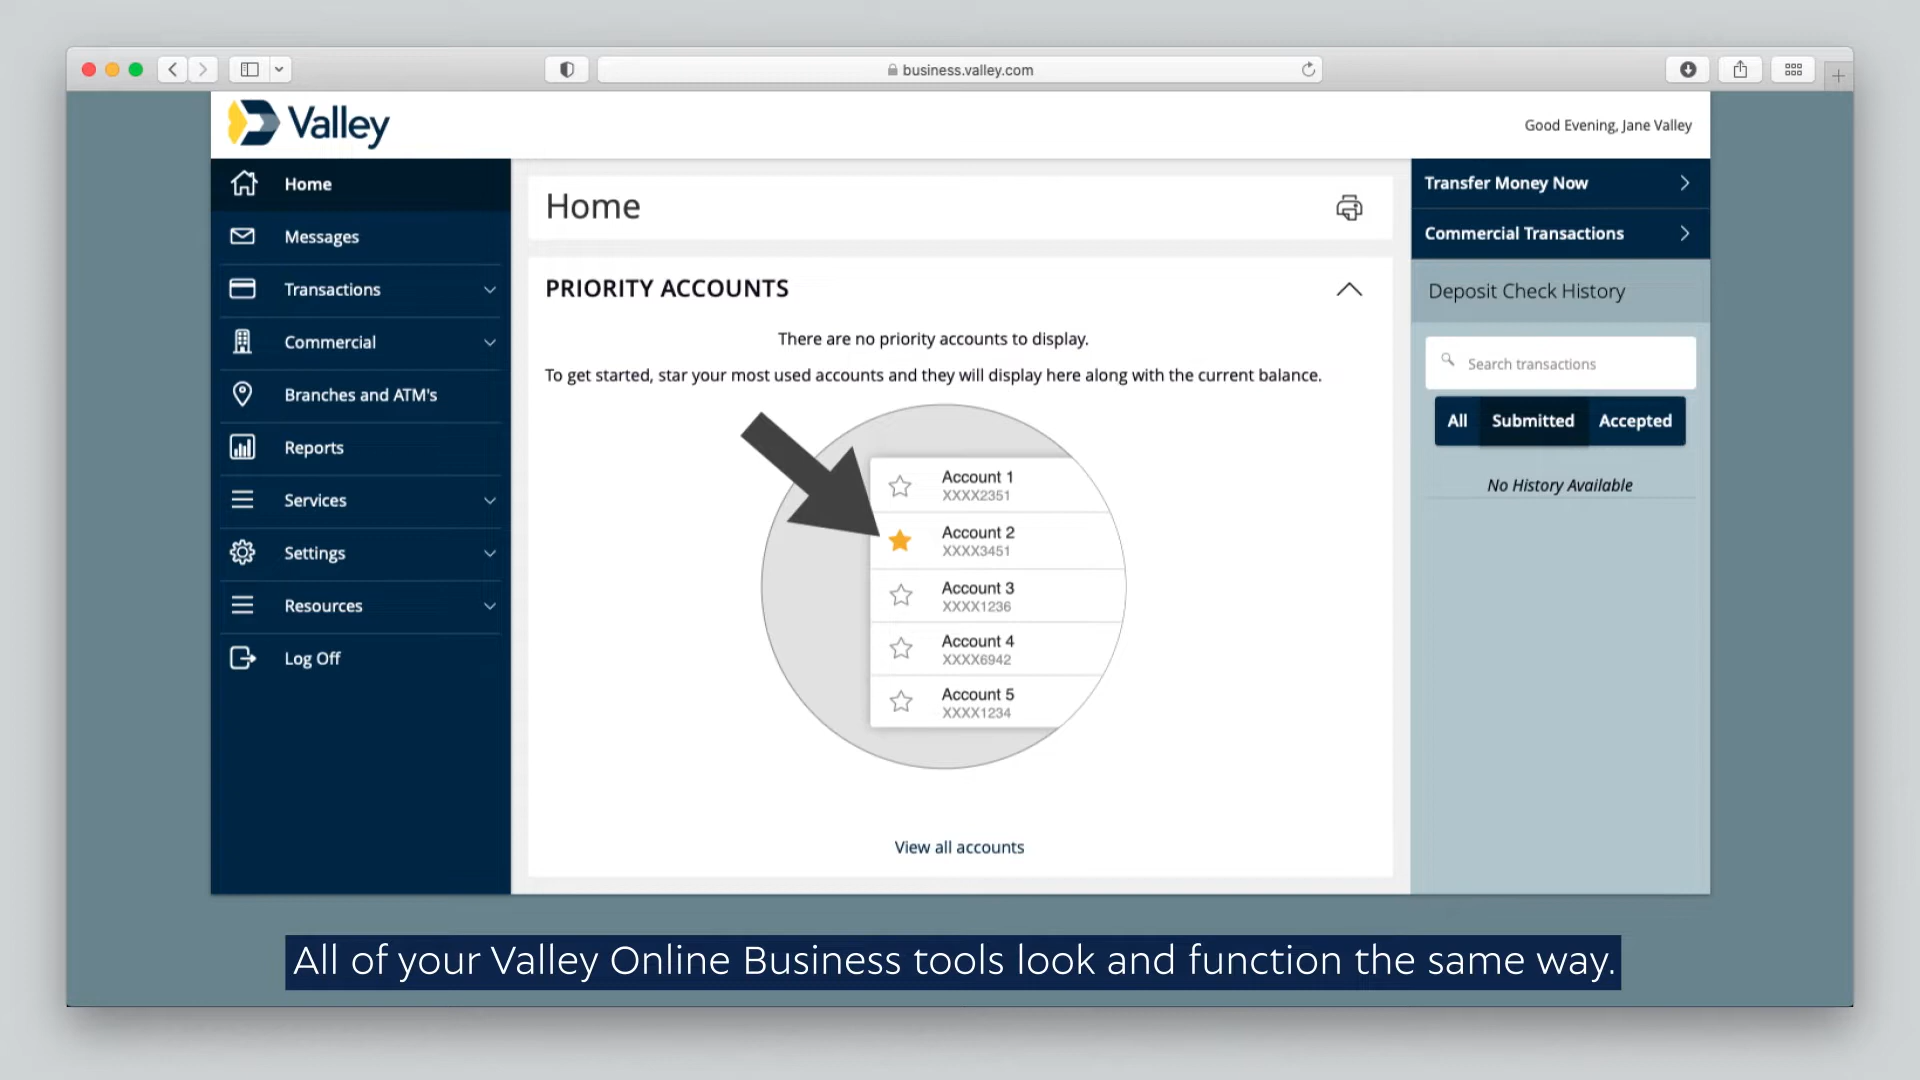 business.valley.com
Valley
Good Evening, Jane Valley
Home
Messages
Transactions
Commercial
Branches and ATM's
Reports
Services
Settings
Resources
Log Off
Home
PRIORITY ACCOUNTS
There are no priority accounts to display.
To get started, star your most used accounts and they will display here along with the current balance.
Account 1
XXXX2351
Account 2
XXXX3451
Account 3
XXXX1236
Account 4
XXXX6942
Account 5
XXXX1234
View all accounts
Transfer Money Now
Commercial Transactions
Deposit Check History
Search transactions
All Submitted Accepted
No History Available
All of your Valley Online Business tools look and function the same way.